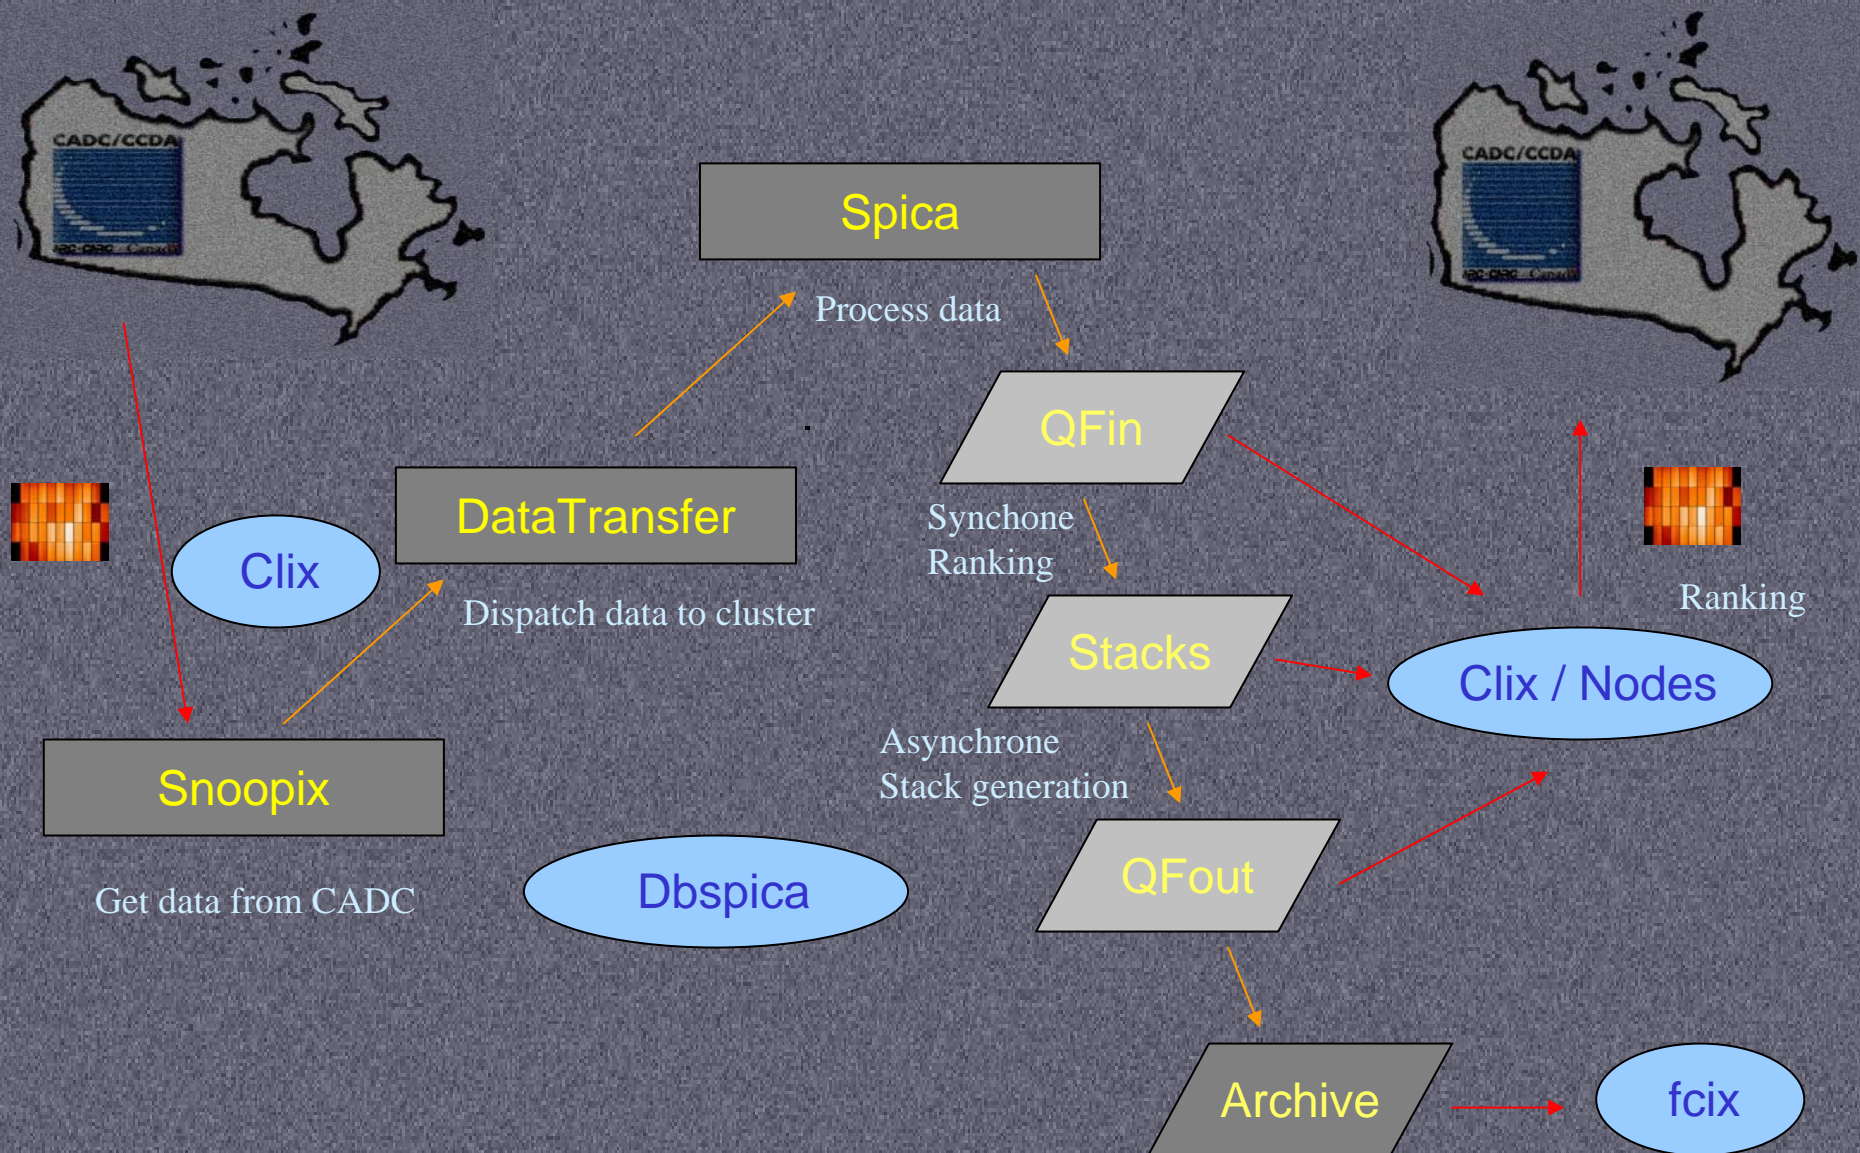 CADC/CCDA
CADC/CCDA
Spica
Process data
QFin
DataTransfer
Synchone
Ranking
Clix
Dispatch data to cluster
Ranking
Stacks
Clix / Nodes
Asynchrone
Stack generation
Snoopix
QFout
Dbspica
Get data from CADC
Archive
fcix